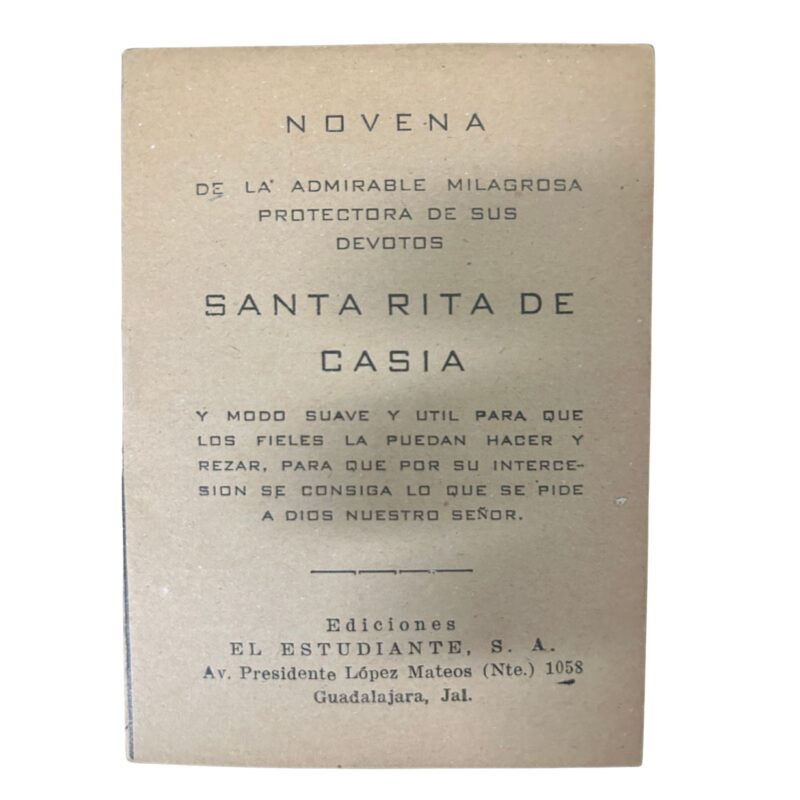 NOVENA
DE LA ADMIRABLE MILAGROSA
PROTECTORA DE SUS
DEVOTOS
SANTA RITA DE
CASIA
Y MODO SUAVE Y UTIL PARA QUE
LOS FIELES LA PUEDAN HACER Y
REZAR, PARA QUE POR SU INTERCE-
SION SE CONSIGA LO QUE SE PIDE
A DIOS NUESTRO SEÑOR.
Ediciones
EL ESTUDIANTE, S. A.
Av. Presidente López Mateos (Nte.) 1058
Guadalajara, Jal.